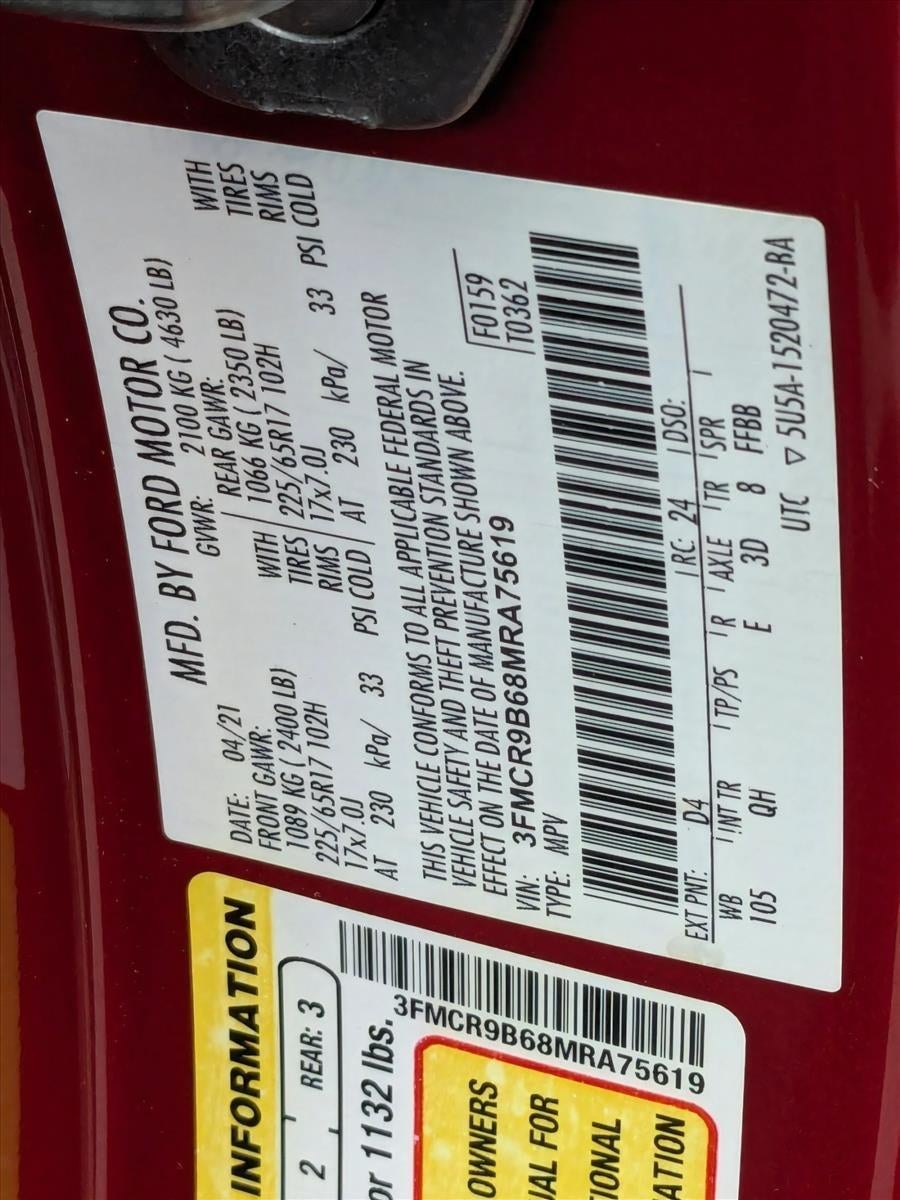 MFD. BY FORD MOTOR CO.
DATE: 04/21 GVWR: 2100 KG ( 4630 LB)
FRONT GAWR: REAR GAWR:
1089 KG ( 2400 LB) WITH 1066 KG ( 2350 LB) WITH
225/65R17 102H TIRES 225/65R17 102H TIRES
17x7.0J RIMS 17x7.0J RIMS
AT 230 kPa/ 33 PSI COLD AT 230 kPa/ 33 PSI COLD
THIS VEHICLE CONFORMS TO ALL APPLICABLE FEDERAL MOTOR
VEHICLE SAFETY AND THEFT PREVENTION STANDARDS IN
EFFECT ON THE DATE OF MANUFACTURE SHOWN ABOVE.
F0159
T0362
VIN: 3FMCR9B68MRA75619
TYPE: MPV
EXT PNT: D4 RC: 24 DSO:
WB INT TR TP/PS R AXLE TR SPR
105 QH E 3D 8 FFBB
UTC ▽ 5U5A-1520472-BA
INFORMATION
2 REAR: 3
or 1132 lbs.
3FMCR9B68MRA75619
OWNERS
FOR